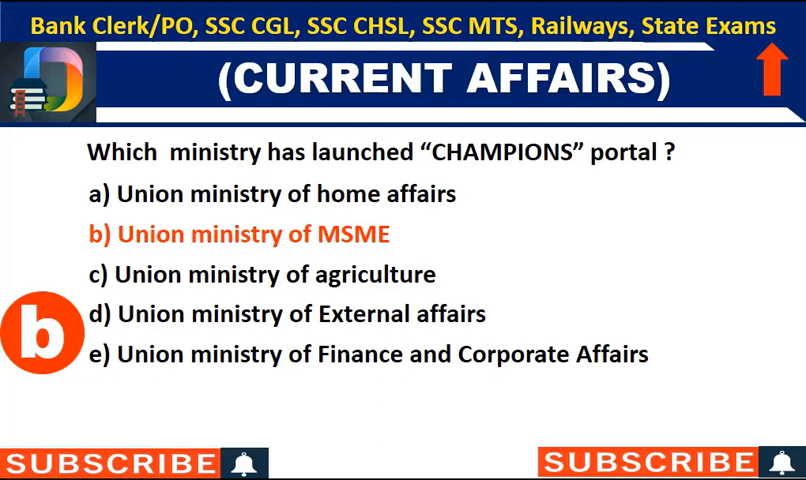 Bank Clerk/PO, SSC CGL, SSC CHSL, SSC MTS, Railways, State Exams
(CURRENT AFFAIRS)
Which ministry has launched “CHAMPIONS” portal ?
a) Union ministry of home affairs
b) Union ministry of MSME
c) Union ministry of agriculture
d) Union ministry of External affairs
e) Union ministry of Finance and Corporate Affairs
b
SUBSCRIBE
SUBSCRIBE